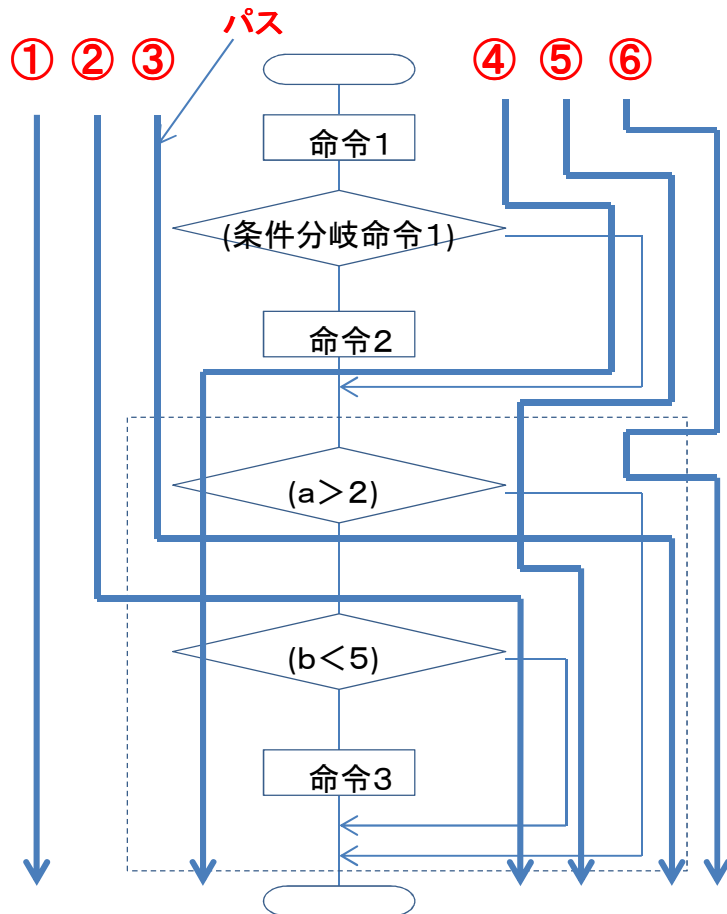 パス
① ② ③ ④ ⑤ ⑥
命令1
(条件分岐命令1)
命令2
(a＞2)
(b＜5)
命令3